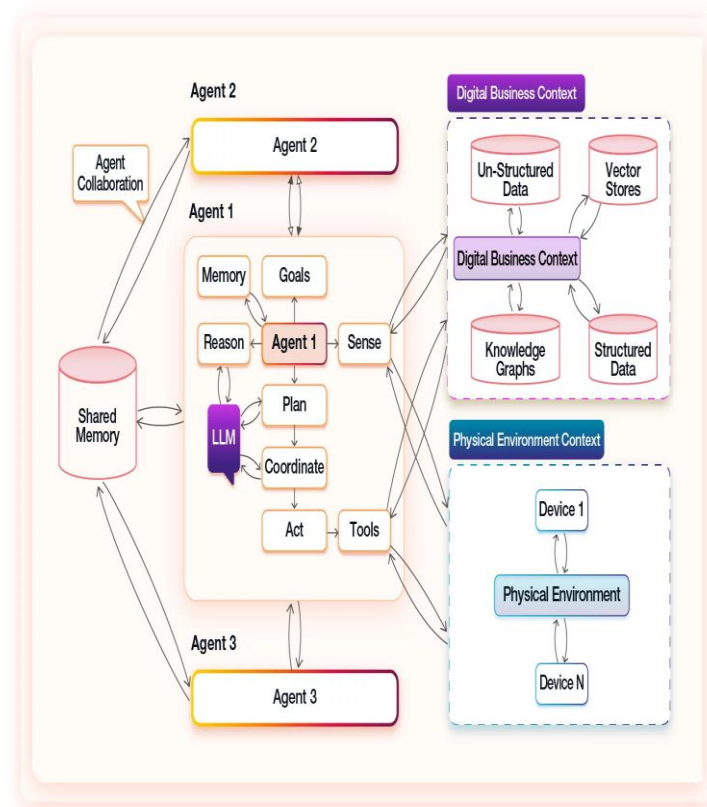 Agent 2
Agent 2
Agent
Collaboration
Agent 1
Memory
Goals
Reason
Agent 1
Sense
LLM
Plan
Coordinate
Act
Tools
Shared
Memory
Agent 3
Agent 3
Digital Business Context
Un-Structured
Data
Vector
Stores
Digital Business Context
Knowledge
Graphs
Structured
Data
Physical Environment Context
Device 1
Physical Environment
Device N